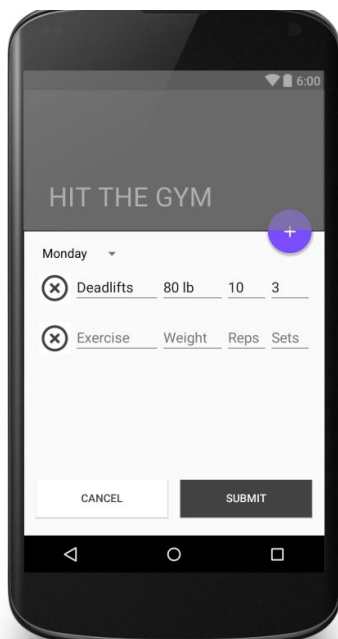 6:00
HIT THE GYM
+
Monday
Deadlifts 80 lb 10 3
Exercise Weight Reps Sets
CANCEL SUBMIT